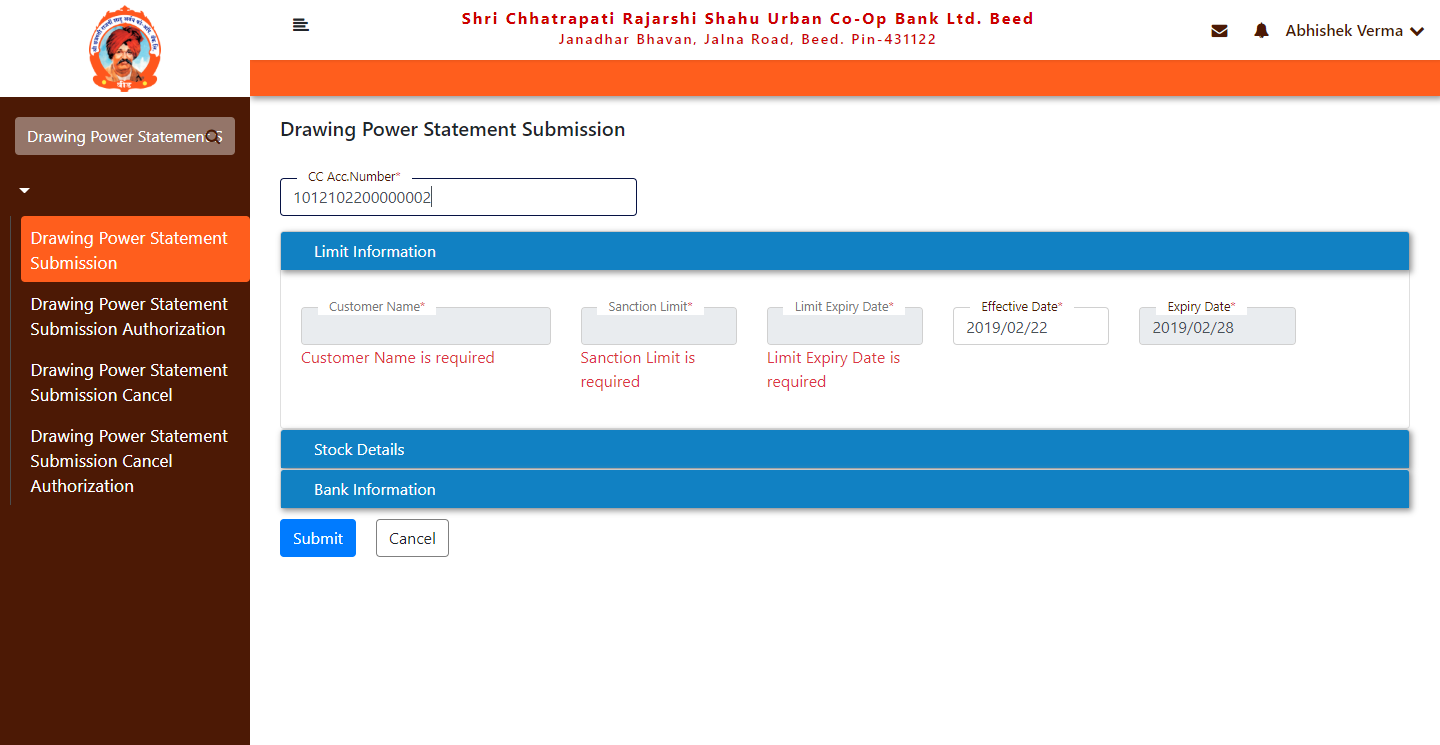 Shri Chhatrapati Rajarshi Shahu Urban Co-Op Bank Ltd. Beed
Janadhar Bhavan, Jalna Road, Beed. Pin-431122
Abhishek Verma
बीड
Drawing Power Statement
Drawing Power Statement
Submission
Drawing Power Statement
Submission Authorization
Drawing Power Statement
Submission Cancel
Drawing Power Statement
Submission Cancel
Authorization
Drawing Power Statement Submission
CC Acc.Number*
1012102200000002
Limit Information
Customer Name*
Sanction Limit*
Limit Expiry Date*
Effective Date*
Expiry Date*
2019/02/22
2019/02/28
Customer Name is required
Sanction Limit is
required
Limit Expiry Date is
required
Stock Details
Bank Information
Submit
Cancel